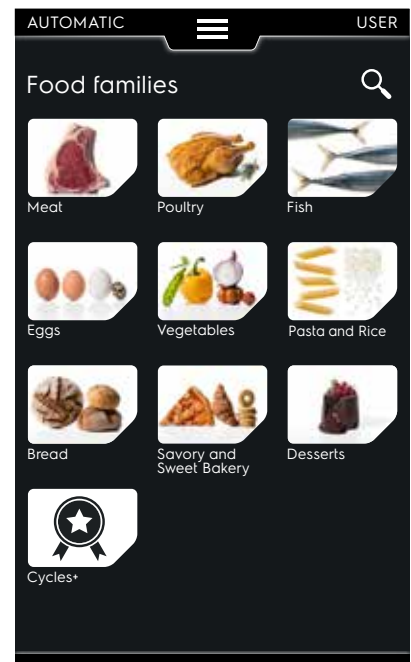 AUTOMATIC
USER
Food families
Meat
Poultry
Fish
Eggs
Vegetables
Pasta and Rice
Bread
Savory and
Sweet Bakery
Desserts
Cycles+